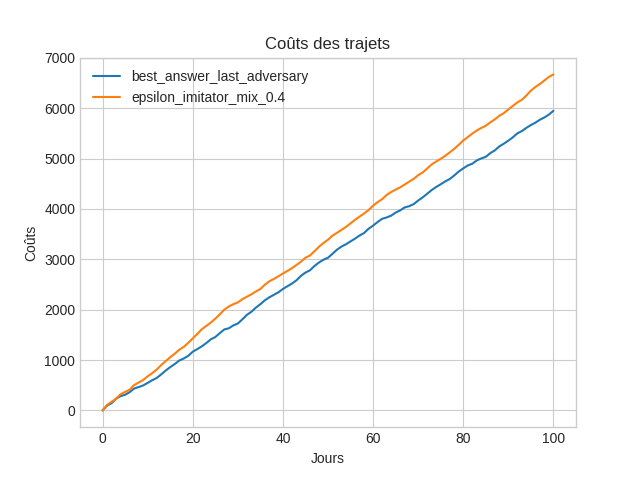 Coûts des trajets
best_answer_last_adversary
epsilon_imitator_mix_0.4
7000
6000
5000
4000
3000
2000
1000
0
Coûts
0 20 40 60 80 100
Jours